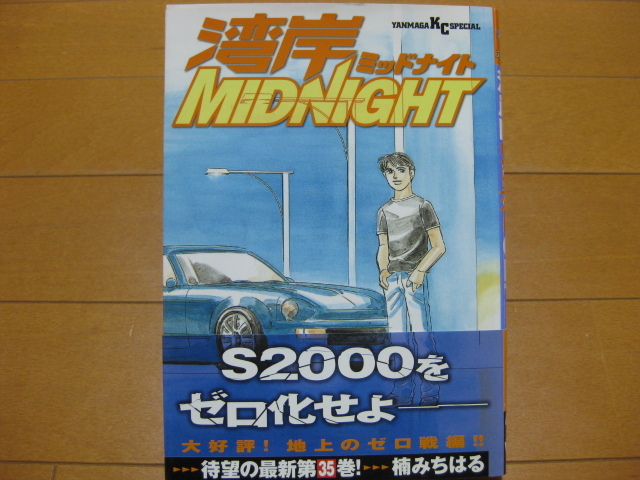 YANMAGA KC SPECIAL
湾岸
ミッドナイト
MIDNIGHT
S2000を
ゼロ化せよ――
大好評! 地上のゼロ戦編!!
▸▸▸待望の最新第35巻!▸▸▸楠みちはる